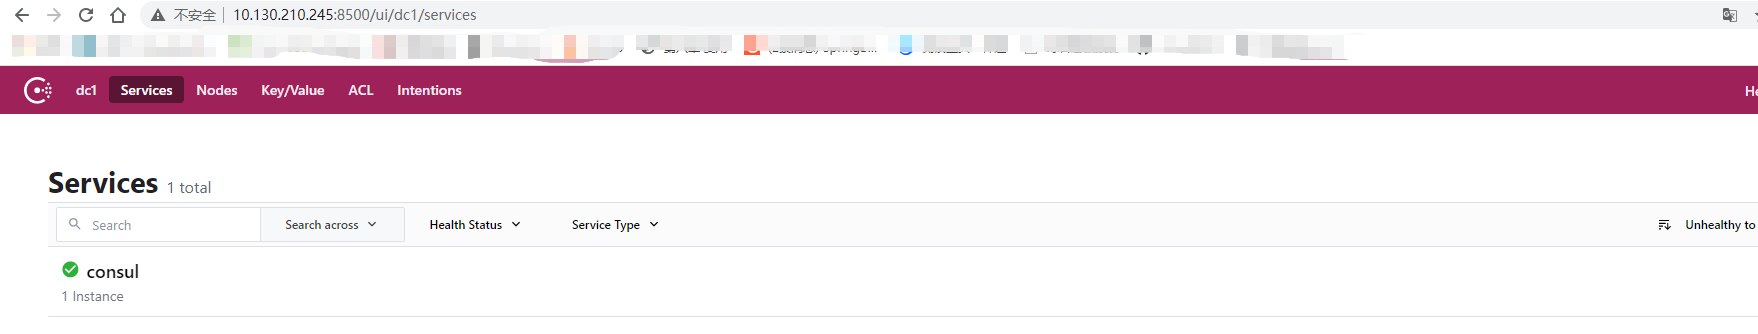 不安全 10.130.210.245:8500/ui/dc1/services
dc1 Services Nodes Key/Value ACL Intentions
Services 1 total
Search Search across Health Status Service Type Unhealthy to
consul
1 Instance